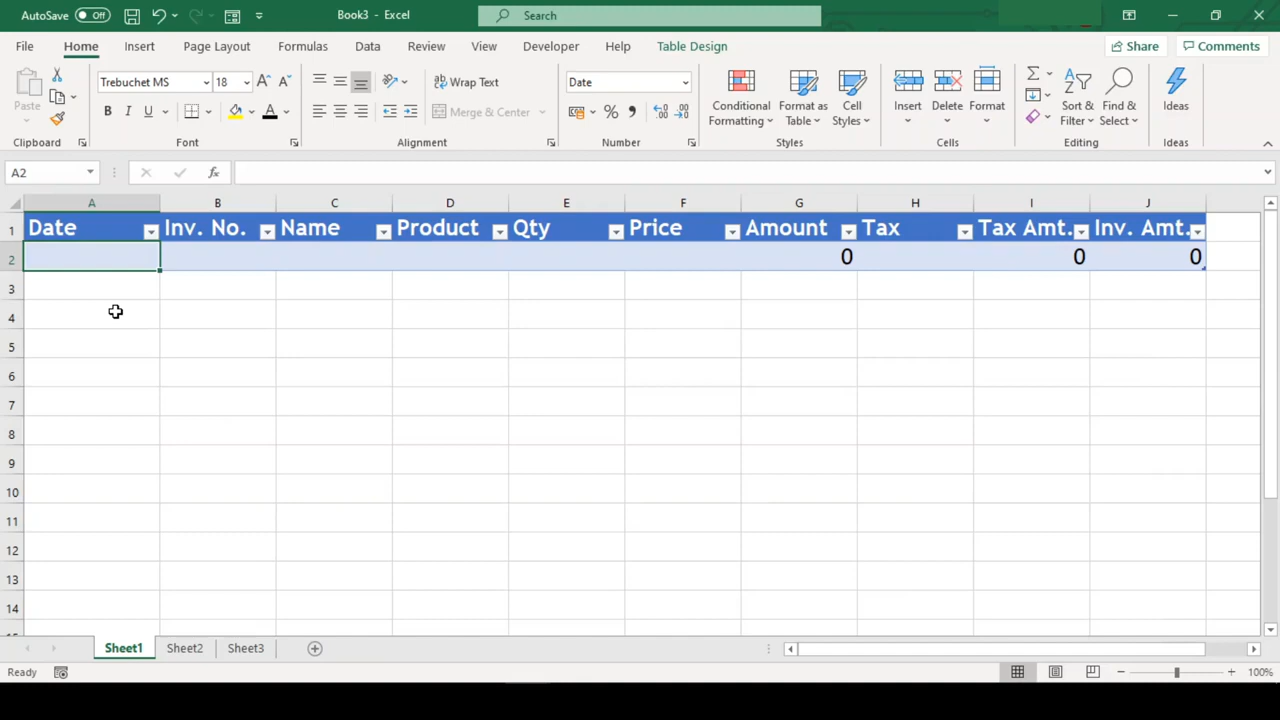 AutoSave Off Book3 - Excel Search
File Home Insert Page Layout Formulas Data Review View Developer Help Table Design Share Comments
Paste Trebuchet MS 18 Wrap Text Date Conditional Formatting Format as Table Cell Styles Insert Delete Format Sort & Filter Find & Select Ideas
B I U A Merge & Center % ,
Clipboard Font Alignment Number Styles Cells Editing Ideas
A2 fx
A B C D E F G H I J
1 Date Inv. No. Name Product Qty Price Amount Tax Tax Amt. Inv. Amt.
2 0 0 0
3
4
5
6
7
8
9
10
11
12
13
14
Sheet1 Sheet2 Sheet3
Ready 100%